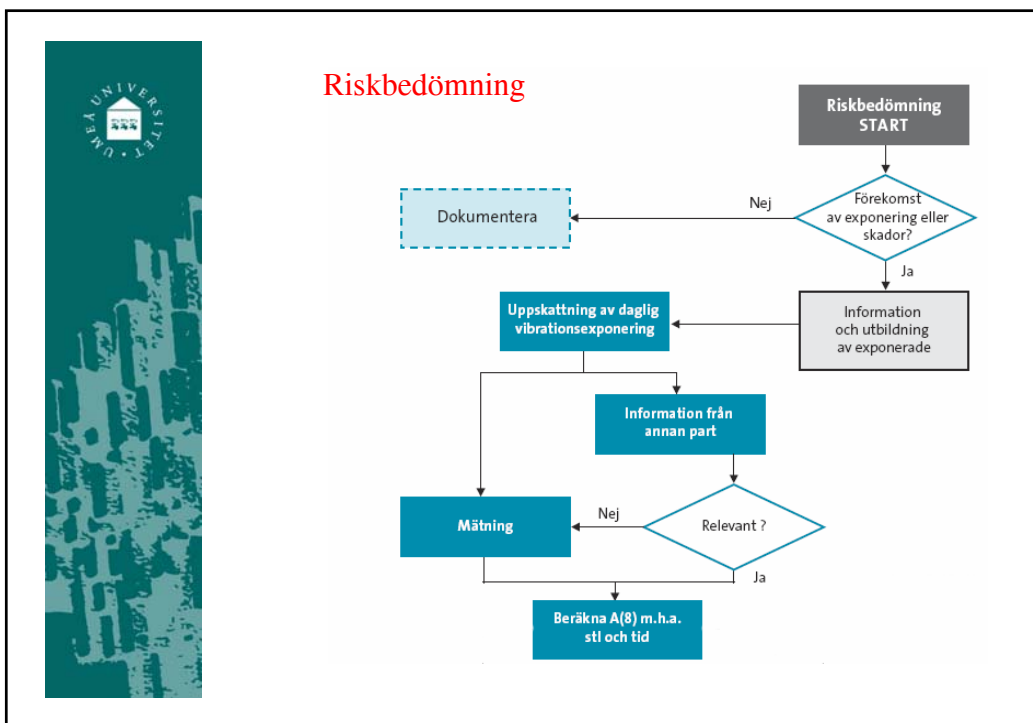 UMEÅ UNIVERSITET
Riskbedömning
Riskbedömning
START
Förekomst
av exponering eller
skador?
Nej
Dokumentera
Ja
Information
och utbildning
av exponerade
Uppskattning av daglig
vibrationsexponering
Information från
annan part
Relevant ?
Nej
Mätning
Ja
Beräkna A(8) m.h.a.
stl och tid